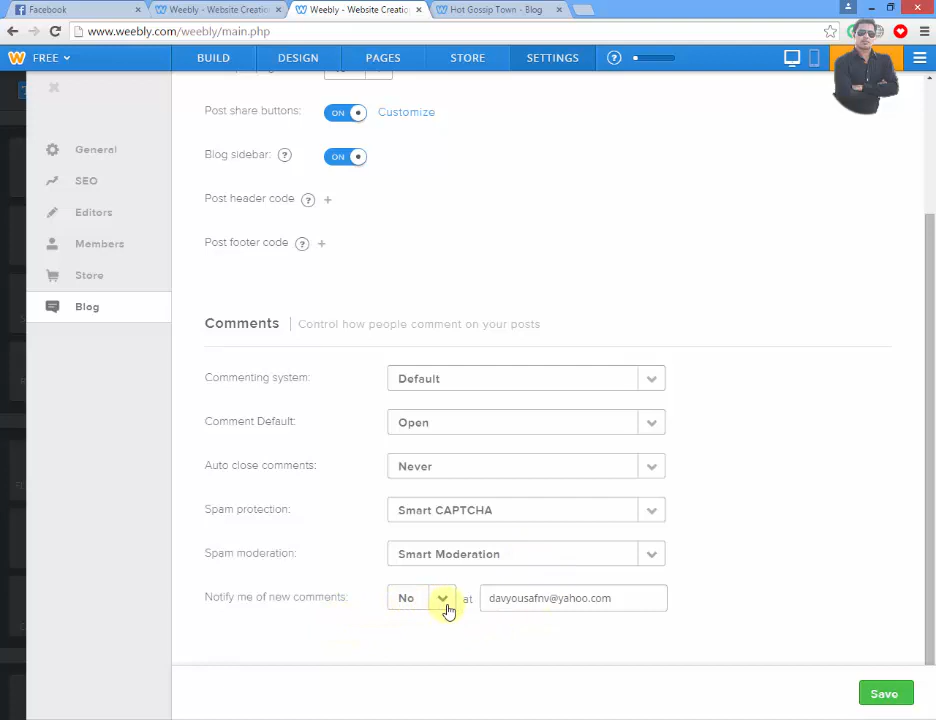 Facebook
Weebly - Website Creatio
Weebly - Website Creatio
Hot Gossip Town - Blog
www.weebly.com/weebly/main.php
FREE
BUILD
DESIGN
PAGES
STORE
SETTINGS
?
Post share buttons:
ON
Customize
Blog sidebar:
?
ON
Post header code
?
+
Post footer code
?
+
General
SEO
Editors
Members
Store
Blog
Comments
Control how people comment on your posts
Commenting system:
Default
Comment Default:
Open
Auto close comments:
Never
Spam protection:
Smart CAPTCHA
Spam moderation:
Smart Moderation
Notify me of new comments:
No
at
davyousafnv@yahoo.com
Save